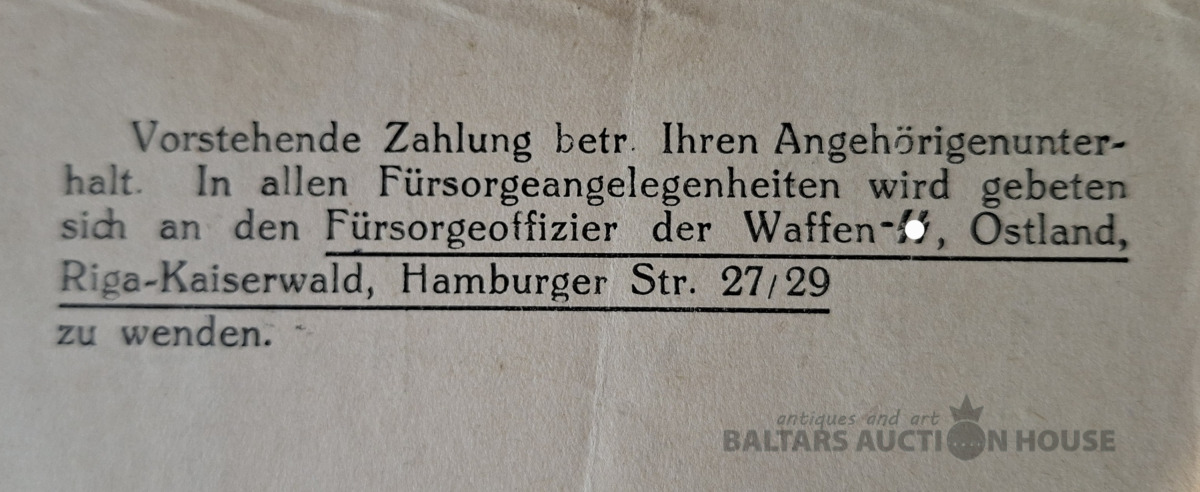 Vorstehende Zahlung betr. Ihren Angehörigenunter-
halt. In allen Fürsorgeangelegenheiten wird gebeten
sich an den Fürsorgeoffizier der Waffen-ᛋᛋ, Ostland,
Riga-Kaiserwald, Hamburger Str. 27/29
zu wenden.
antiques and art
BALTARS AUCTION HOUSE